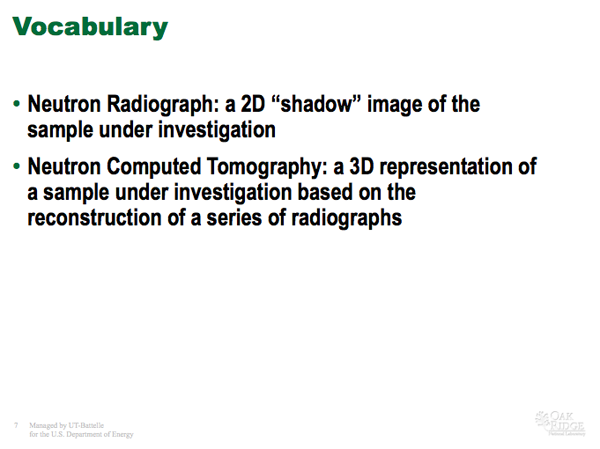 Vocabulary
• Neutron Radiograph: a 2D “shadow” image of the
sample under investigation
• Neutron Computed Tomography: a 3D representation of
a sample under investigation based on the
reconstruction of a series of radiographs
7 Managed by UT-Battelle
for the U.S. Department of Energy
OAK
RIDGE
National Laboratory